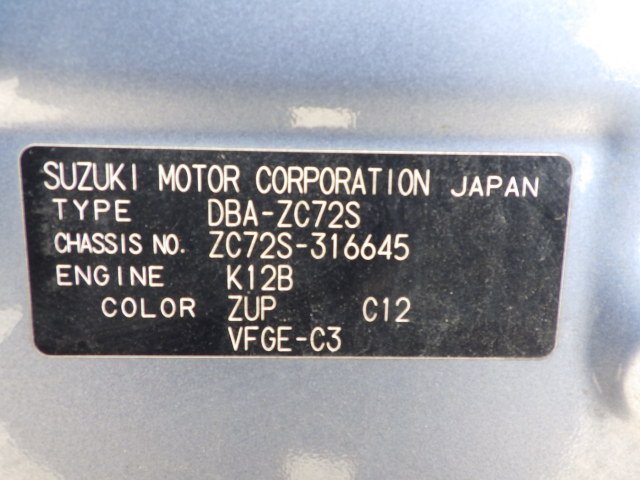 SUZUKI MOTOR CORPORATION JAPAN
TYPE DBA-ZC72S
CHASSIS NO. ZC72S-316645
ENGINE K12B
COLOR ZUP C12
VFGE-C3